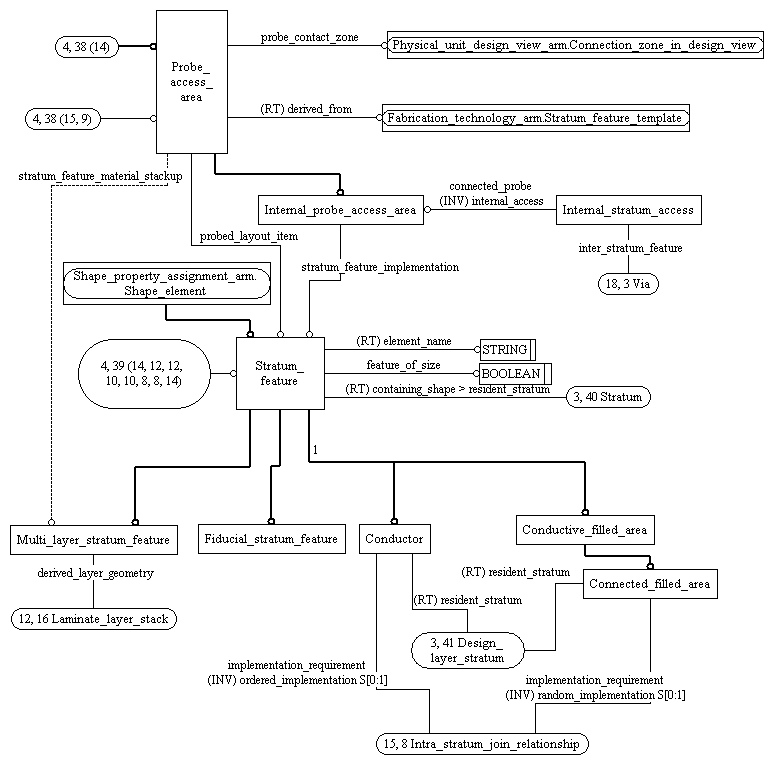 4, 38 (14)
Probe_
access_
area
probe_contact_zone
Physical_unit_design_view_arm.Connection_zone_in_design_view
4, 38 (15, 9)
(RT) derived_from
Fabrication_technology_arm.Stratum_feature_template
stratum_feature_material_stackup
Internal_probe_access_area
connected_probe
(INV) internal_access
Internal_stratum_access
probed_layout_item
inter_stratum_feature
stratum_feature_implementation
18, 3 Via
Shape_property_assignment_arm.
Shape_element
4, 39 (14, 12, 12,
10, 10, 8, 8, 14)
Stratum_
feature
(RT) element_name
STRING
feature_of_size
BOOLEAN
(RT) containing_shape > resident_stratum
3, 40 Stratum
1
Multi_layer_stratum_feature
Fiducial_stratum_feature
Conductor
Conductive_filled_area
derived_layer_geometry
(RT) resident_stratum
Connected_filled_area
12, 16 Laminate_layer_stack
(RT) resident_stratum
3, 41 Design_
layer_stratum
implementation_requirement
(INV) ordered_implementation S[0:1]
implementation_requirement
(INV) random_implementation S[0:1]
15, 8 Intra_stratum_join_relationship